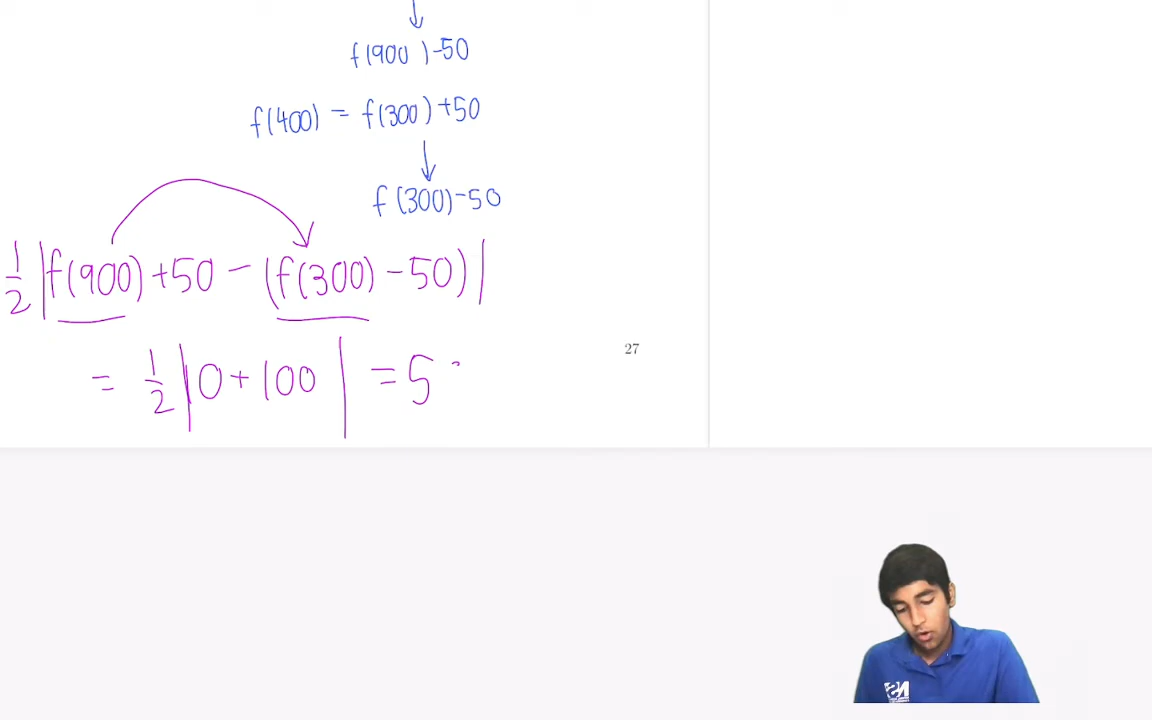 f(900)-50
f(400) = f(300)+50
f(300)-50
1/2|f(900)+50-(f(300)-50)|
= 1/2|0+100| = 5
27